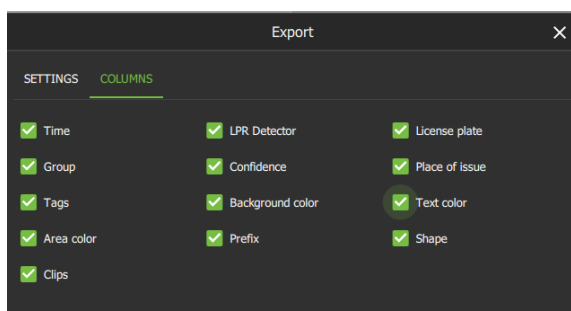 Export
SETTINGS COLUMNS
Time LPR Detector License plate
Group Confidence Place of issue
Tags Background color Text color
Area color Prefix Shape
Clips